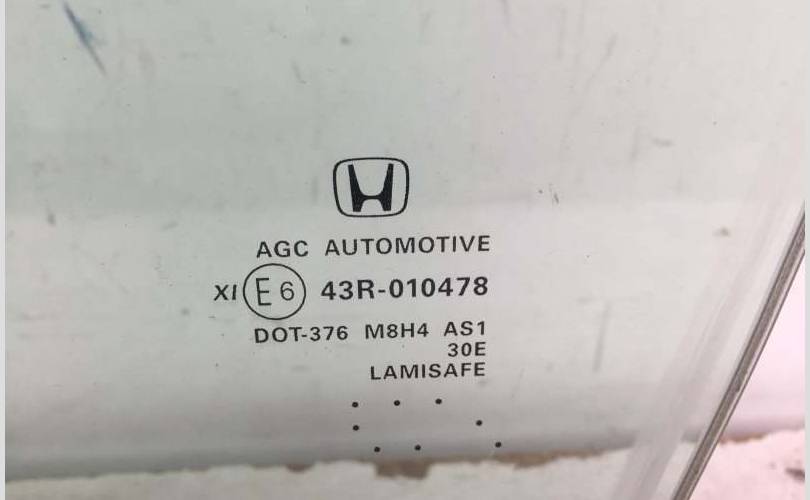 AGC AUTOMOTIVE
XI E6 43R-010478
DOT-376 M8H4 AS1
30E
LAMISAFE